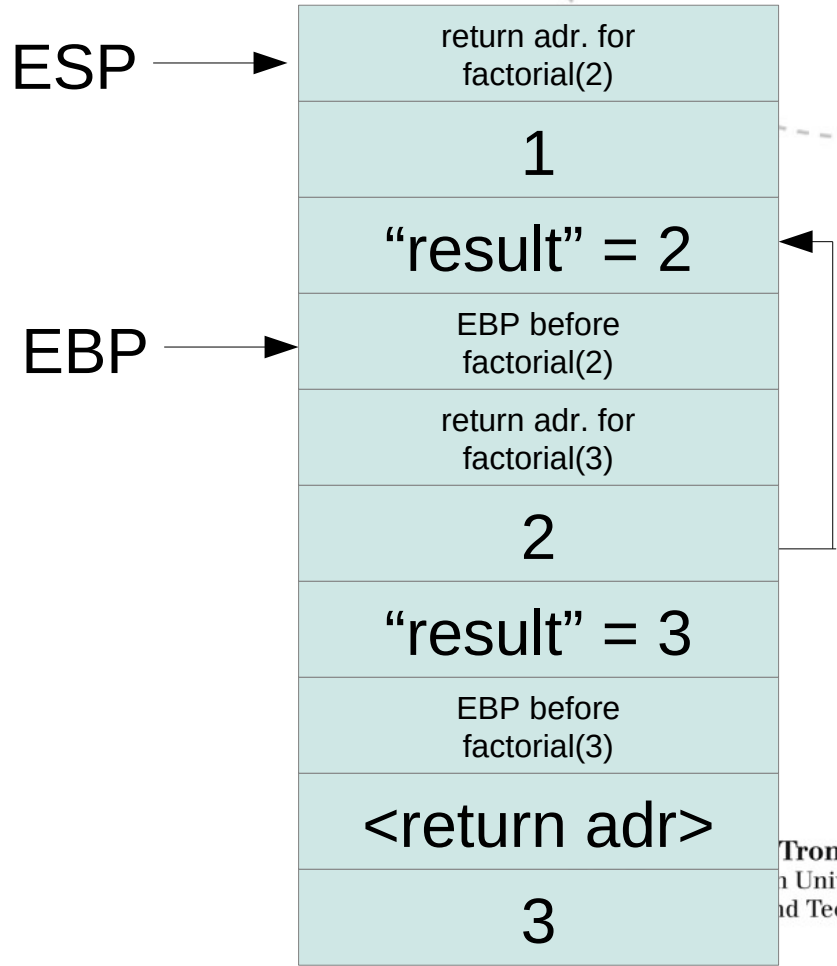 ESP
return adr. for
factorial(2)
1
“result” = 2
EBP
EBP before
factorial(2)
return adr. for
factorial(3)
2
“result” = 3
EBP before
factorial(3)
<return adr>
3